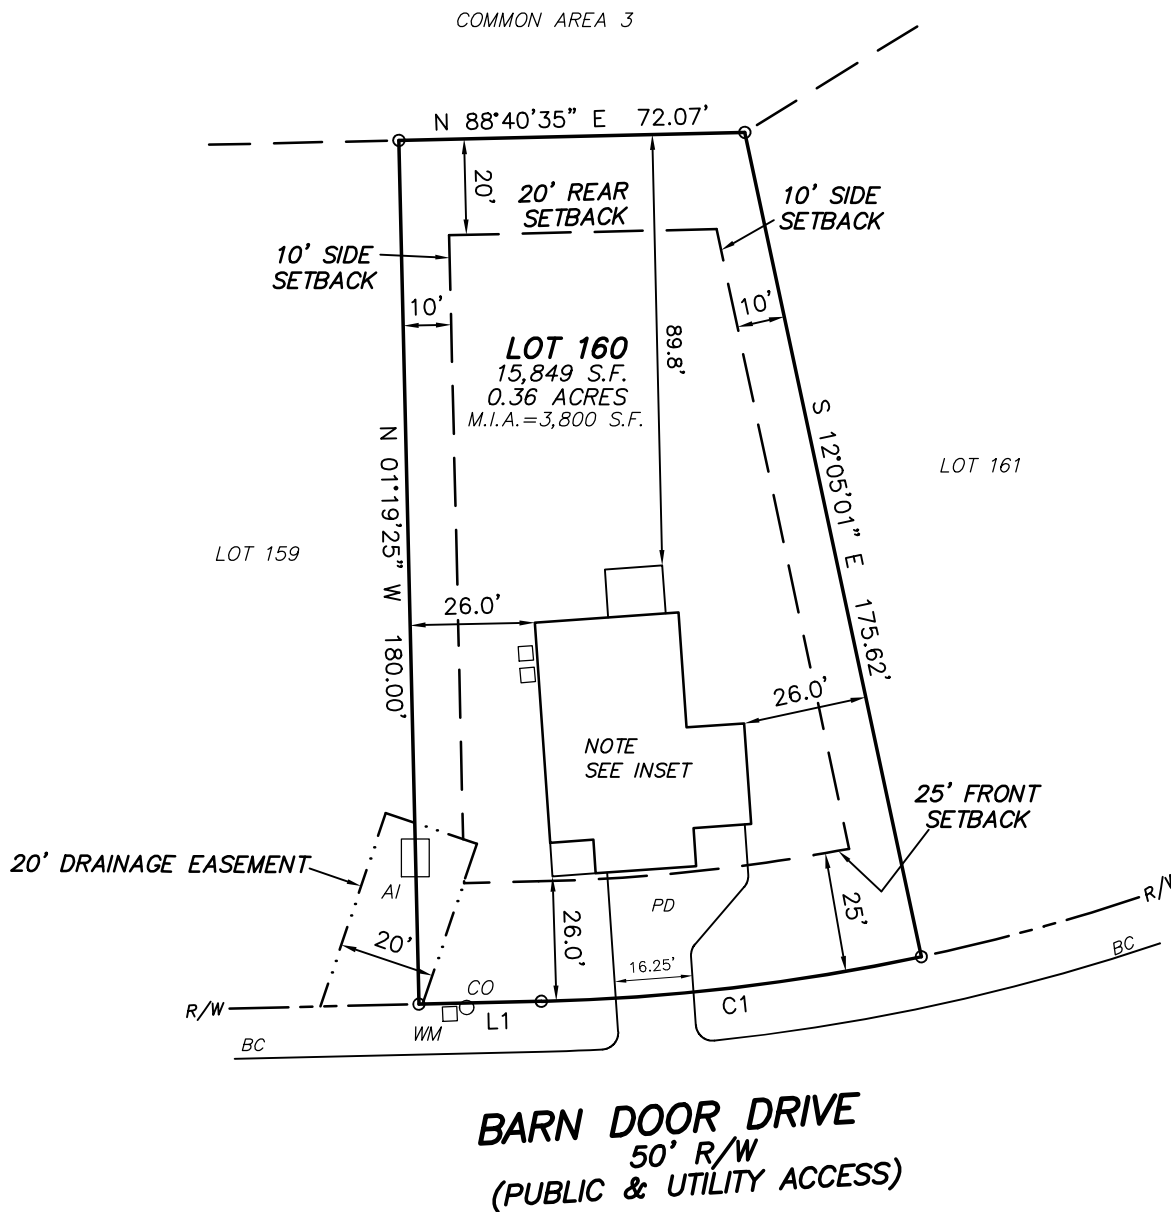 COMMON AREA 3
N 88°40'35" E 72.07'
20'
20' REAR
SETBACK
10' SIDE
SETBACK
10' SIDE
SETBACK
10'
10'
LOT 160
15,849 S.F.
0.36 ACRES
M.I.A.=3,800 S.F.
89.8'
N 01°19'25" W 180.00'
S 12°05'01" E 175.62'
LOT 161
LOT 159
26.0'
26.0'
NOTE
SEE INSET
25' FRONT
SETBACK
20' DRAINAGE EASEMENT
AI
20'
26.0'
PD
25'
16.25'
R/W
BC
R/W
CO
WM
L1
C1
BC
BARN DOOR DRIVE
50' R/W
(PUBLIC & UTILITY ACCESS)